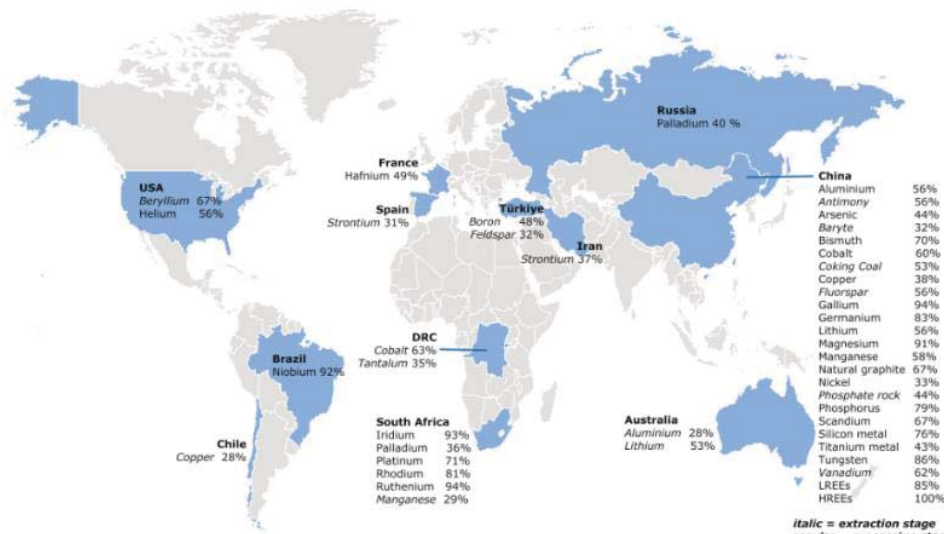 Russia
Palladium 40 %
France
Hafnium 49%
USA
Beryllium 67%
Helium 56%
Spain
Strontium 31%
Türkiye
Boron 48%
Feldspar 32%
Iran
Strontium 37%
China
Aluminium 56%
Antimony 56%
Arsenic 44%
Baryte 32%
Bismuth 70%
Cobalt 60%
Coking Coal 53%
Copper 38%
Fluorspar 56%
Gallium 94%
Germanium 83%
Lithium 56%
Magnesium 91%
Manganese 58%
Natural graphite 67%
Nickel 33%
Phosphate rock 44%
Phosphorus 79%
Scandium 67%
Silicon metal 76%
Titanium metal 43%
Tungsten 86%
Vanadium 62%
LREEs 85%
HREEs 100%
DRC
Cobalt 63%
Tantalum 35%
Brazil
Niobium 92%
Chile
Copper 28%
South Africa
Iridium 93%
Palladium 36%
Platinum 71%
Rhodium 81%
Ruthenium 94%
Manganese 29%
Australia
Aluminium 28%
Lithium 53%
italic = extraction stage